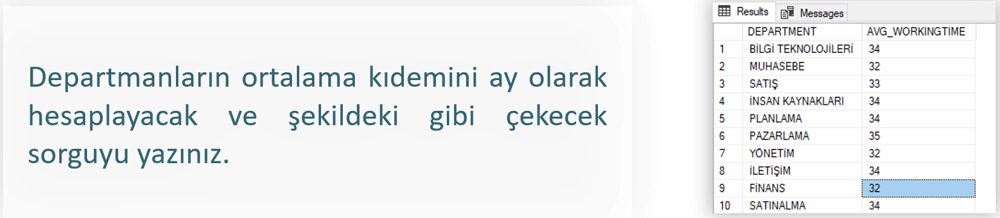 Departmanların ortalama kıdemini ay olarak
hesaplayacak ve şekildeki gibi çekecek
sorguyu yazınız.
Results Messages
DEPARTMENT AVG_WORKINGTIME
1 BİLGİ TEKNOLOJİLERİ 34
2 MUHASEBE 32
3 SATIŞ 33
4 İNSAN KAYNAKLARI 34
5 PLANLAMA 34
6 PAZARLAMA 35
7 YÖNETİM 32
8 İLETİŞİM 34
9 FİNANS 32
10 SATINALMA 34